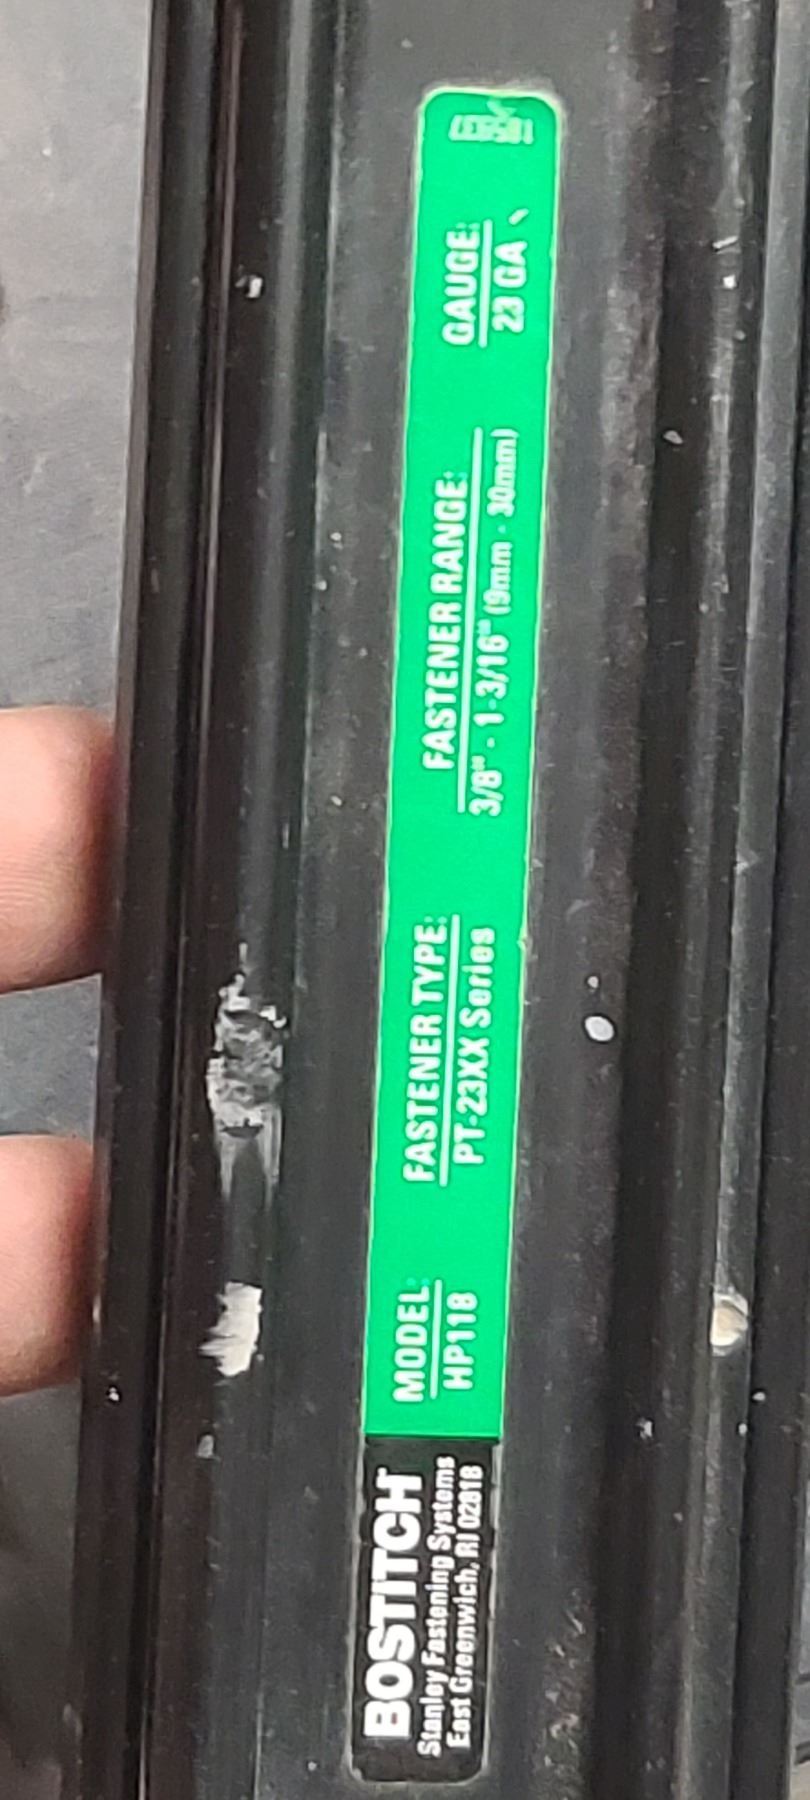 BOSTITCH
Stanley Fastening Systems
East Greenwich, RI 02818
MODEL:
HP118
FASTENER TYPE:
PT-23XX Series
FASTENER RANGE:
3/8" - 1-3/16" (9mm - 30mm)
GAUGE:
23 GA